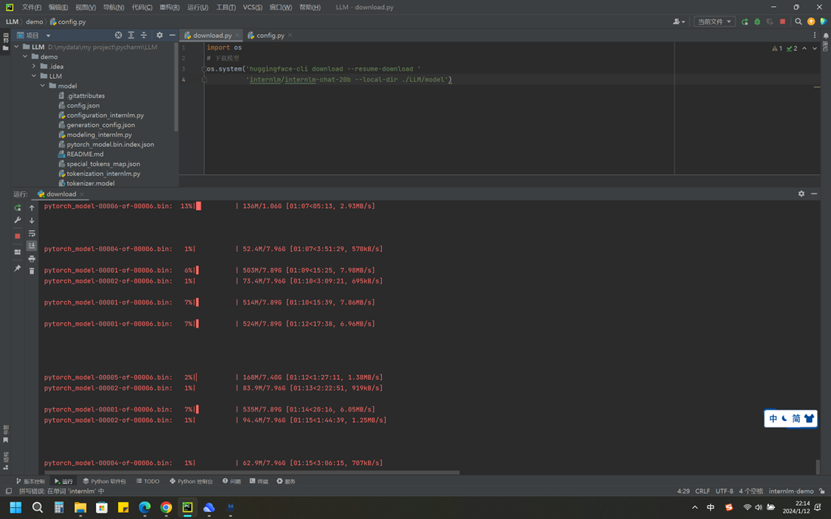 文件(F) 编辑(E) 视图(V) 导航(N) 代码(C) 重构(R) 运行(U) 工具(T) VCS(S) 窗口(W) 帮助(H) LLM - download.py
LLM demo config.py 当前文件
项目 LLM D:\mydata\my project\pycharm\LLM
demo
.idea
LLM
model
.gitattributes
config.json
configuration_internlm.py
generation_config.json
modeling_internlm.py
pytorch_model.bin.index.json
README.md
special_tokens_map.json
tokenization_internlm.py
tokenizer.model
download.py config.py
1 import os
2 # 下载模型
3 os.system('huggingface-cli download --resume-download '
4 'internlm/internlm-chat-20b --local-dir ./LLM/model')
1 2
运行: download
pytorch_model-00006-of-00006.bin: 13%| | 136M/1.06G [01:07<05:13, 2.93MB/s]
pytorch_model-00004-of-00006.bin: 1%| | 52.4M/7.96G [01:07<3:51:29, 570kB/s]
pytorch_model-00001-of-00006.bin: 6%| | 503M/7.89G [01:09<15:25, 7.98MB/s]
pytorch_model-00002-of-00006.bin: 1%| | 73.4M/7.96G [01:10<3:09:21, 695kB/s]
pytorch_model-00001-of-00006.bin: 7%| | 514M/7.89G [01:10<15:39, 7.86MB/s]
pytorch_model-00001-of-00006.bin: 7%| | 524M/7.89G [01:12<17:38, 6.96MB/s]
pytorch_model-00005-of-00006.bin: 2%| | 168M/7.40G [01:12<1:27:11, 1.38MB/s]
pytorch_model-00002-of-00006.bin: 1%| | 83.9M/7.96G [01:13<2:22:51, 919kB/s]
pytorch_model-00001-of-00006.bin: 7%| | 535M/7.89G [01:14<20:16, 6.05MB/s]
pytorch_model-00002-of-00006.bin: 1%| | 94.4M/7.96G [01:15<1:44:39, 1.25MB/s]
pytorch_model-00004-of-00006.bin: 1%| | 62.9M/7.96G [01:15<3:06:15, 707kB/s]
中 简
版本控制 运行 Python 软件包 TODO Python 控制台 问题 终端 服务
拼写错误: 在单词 'internlm' 中 4:29 CRLF UTF-8 4 个空格 internlm-demo
中 22:14
2024/1/12